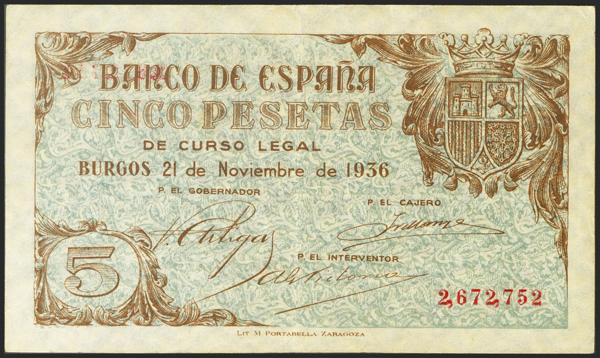 BANCO DE ESPAÑA
CINCO PESETAS
DE CURSO LEGAL
BURGOS 21 de Noviembre de 1936
P. EL GOBERNADOR
P. EL CAJERO
P. EL INTERVENTOR
5
2,672,752
LIT M PORTABELLA ZARAGOZA